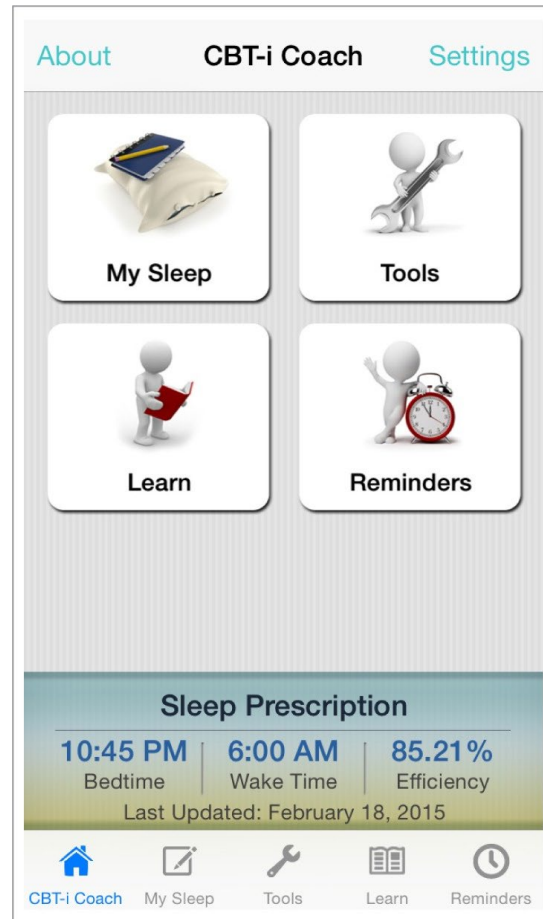 About CBT-i Coach Settings
My Sleep Tools
Learn Reminders
Sleep Prescription
10:45 PM 6:00 AM 85.21%
Bedtime Wake Time Efficiency
Last Updated: February 18, 2015
CBT-i Coach My Sleep Tools Learn Reminders